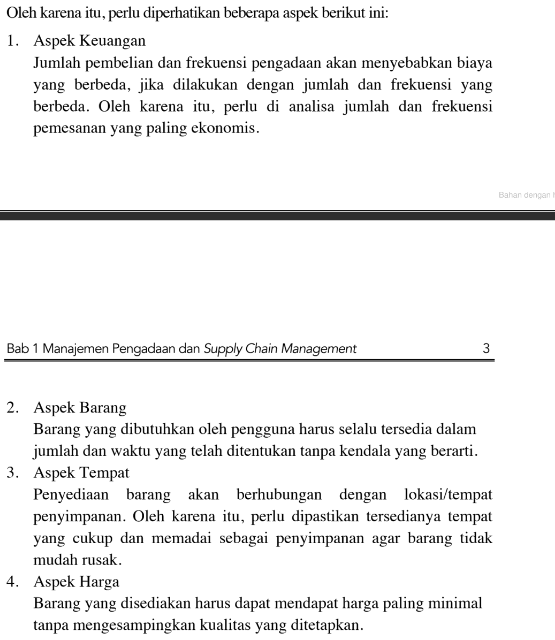 Oleh karena itu, perlu diperhatikan beberapa aspek berikut ini:
1. Aspek Keuangan
Jumlah pembelian dan frekuensi pengadaan akan menyebabkan biaya
yang berbeda, jika dilakukan dengan jumlah dan frekuensi yang
berbeda. Oleh karena itu, perlu di analisa jumlah dan frekuensi
pemesanan yang paling ekonomis.
Bahan dengan
Bab 1 Manajemen Pengadaan dan Supply Chain Management 3
2. Aspek Barang
Barang yang dibutuhkan oleh pengguna harus selalu tersedia dalam
jumlah dan waktu yang telah ditentukan tanpa kendala yang berarti.
3. Aspek Tempat
Penyediaan barang akan berhubungan dengan lokasi/tempat
penyimpanan. Oleh karena itu, perlu dipastikan tersedianya tempat
yang cukup dan memadai sebagai penyimpanan agar barang tidak
mudah rusak.
4. Aspek Harga
Barang yang disediakan harus dapat mendapat harga paling minimal
tanpa mengesampingkan kualitas yang ditetapkan.